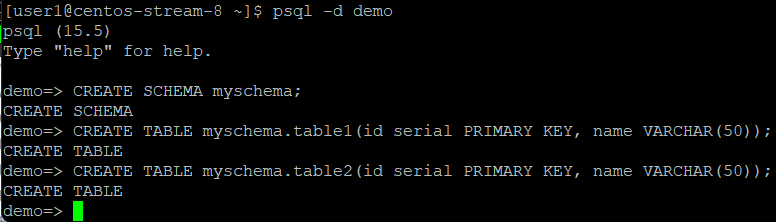 [user1@centos-stream-8 ~]$ psql -d demo
psql (15.5)
Type "help" for help.
demo=> CREATE SCHEMA myschema;
CREATE SCHEMA
demo=> CREATE TABLE myschema.table1(id serial PRIMARY KEY, name VARCHAR(50));
CREATE TABLE
demo=> CREATE TABLE myschema.table2(id serial PRIMARY KEY, name VARCHAR(50));
CREATE TABLE
demo=>